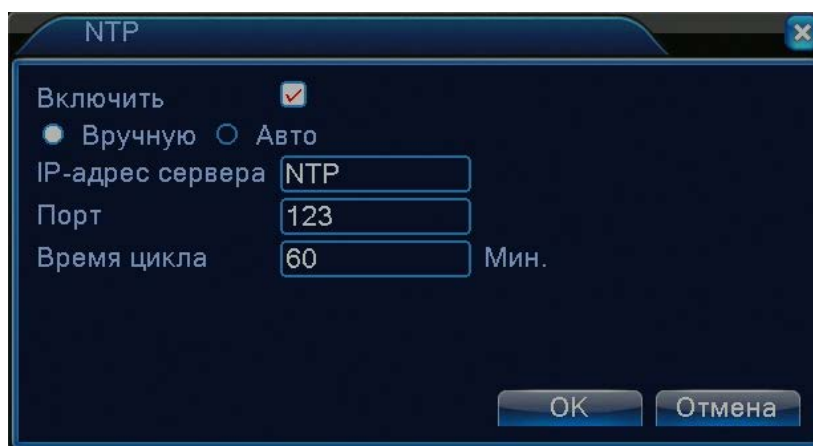 NTP
Включить
Вручную Авто
IP-адрес сервера NTP
Порт 123
Время цикла 60 Мин.
OK Отмена